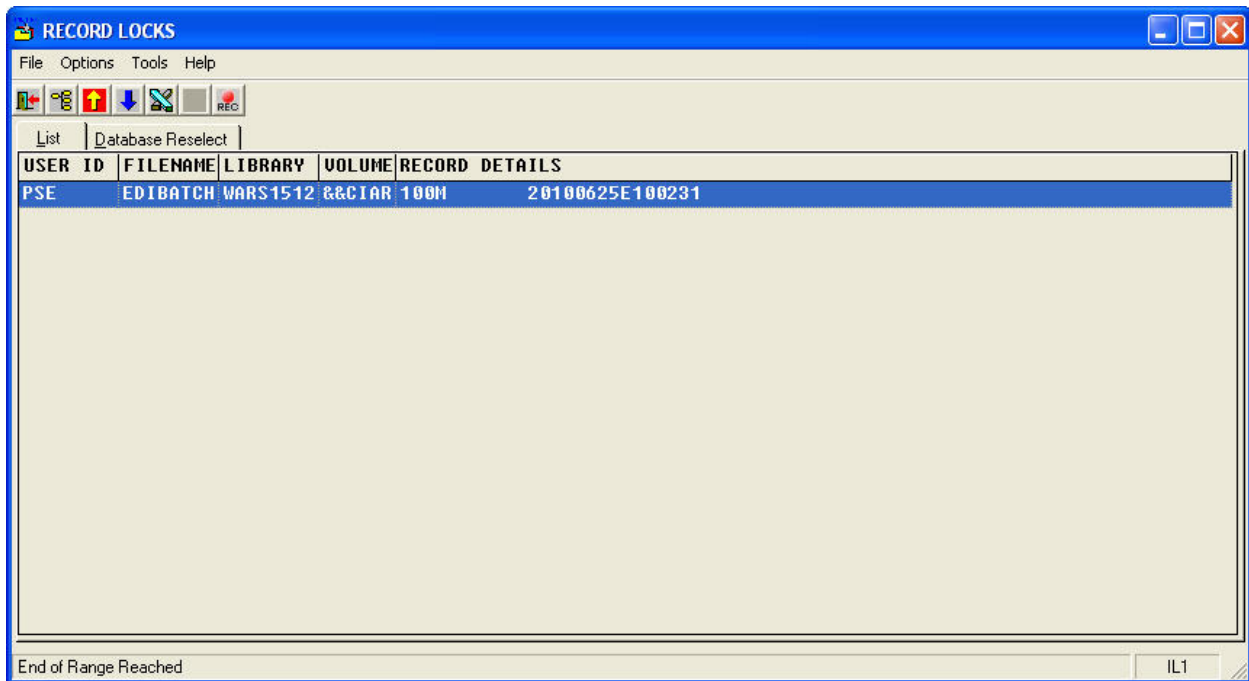 RECORD LOCKS
File Options Tools Help
REC
List Database Reselect
USER ID FILENAME LIBRARY VOLUME RECORD DETAILS
PSE EDIBATCH WARS1512 &&CIAR 100M 20100625E100231
End of Range Reached IL1